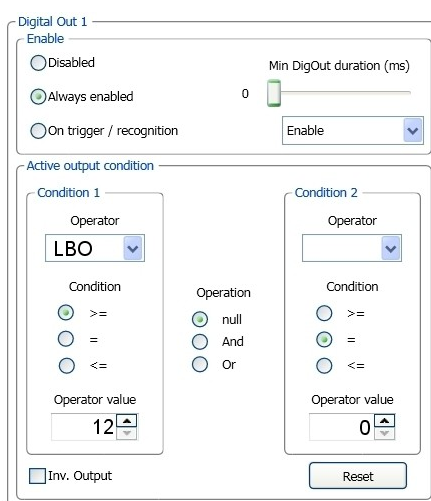 Digital Out 1
Enable
Disabled
Min DigOut duration (ms)
Always enabled
0
On trigger / recognition
Enable
Active output condition
Condition 1
Condition 2
Operator
Operator
LBO
Condition
Operation
Condition
>=
null
>=
=
And
=
<=
Or
<=
Operator value
Operator value
12
0
Inv. Output
Reset